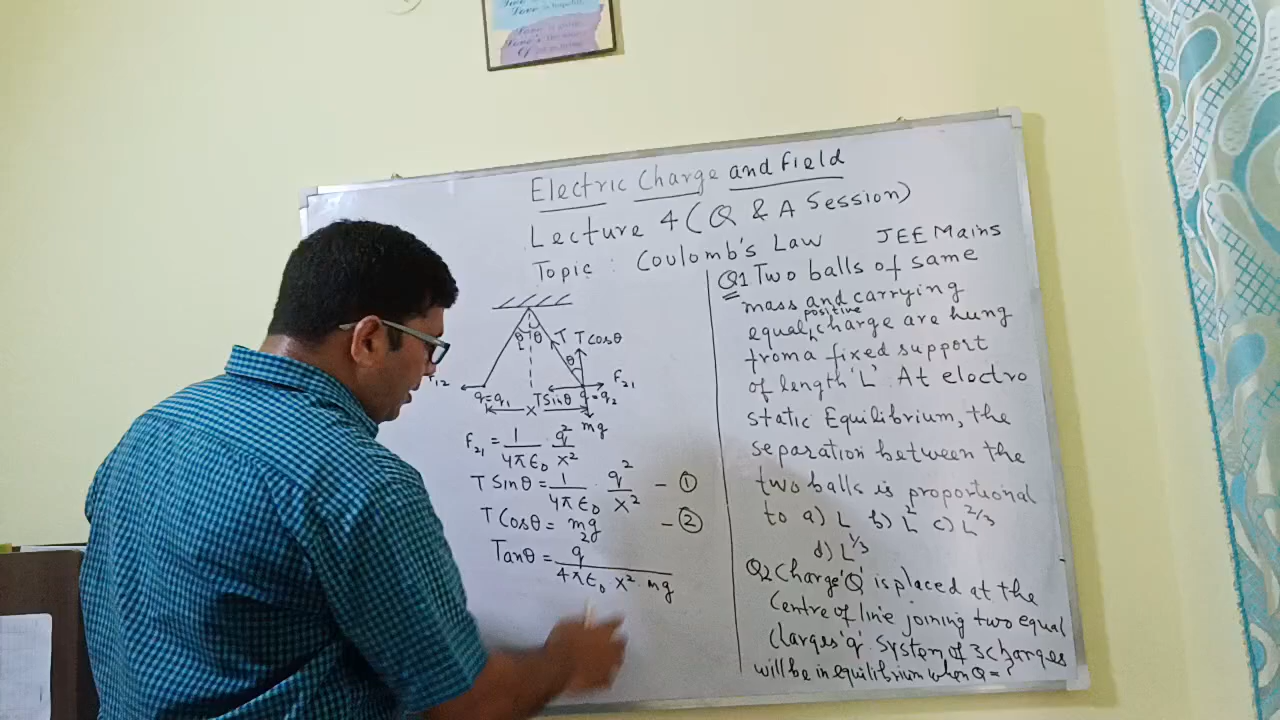 Love is hopeful,
Electric Charge and Field
Lecture 4 (Q & A Session)
Topic : Coulomb's Law
JEE Mains
θ θ T T cosθ
θ
F12
F21
q=q1 x T sinθ q=q2
mg
F21 = 1/4πε0 · q²/x²
T Sinθ = 1/4πε0 · q²/x² - ①
T Cosθ = mg - ②
Tanθ = q²/4πε0 · x² · mg
Q1 Two balls of same
mass and carrying
equal positive charge are hung
from a fixed support
of length 'L'. At electro
static Equilibrium, the
separation between the
two balls is proportional
to a) L b) L² c) L^2/3
d) L^1/3
Q2 Charge 'Q' is placed at the
Centre of line joining two equal
Charges 'q'. System of 3 charges
will be in equilibrium when Q = ?